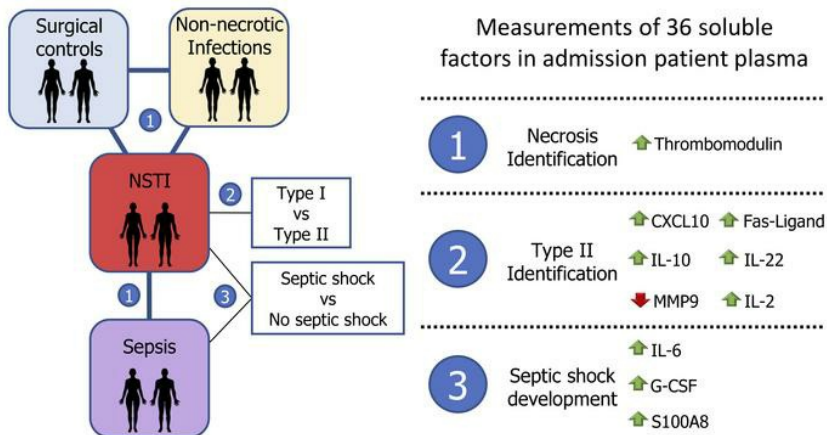 Surgical
controls
Non-necrotic
Infections
1
NSTI
2
Type I
vs
Type II
1
3
Septic shock
vs
No septic shock
Sepsis
Measurements of 36 soluble
factors in admission patient plasma
1
Necrosis
Identification
Thrombomodulin
2
Type II
Identification
CXCL10
Fas-Ligand
IL-10
IL-22
MMP9
IL-2
3
Septic shock
development
IL-6
G-CSF
S100A8